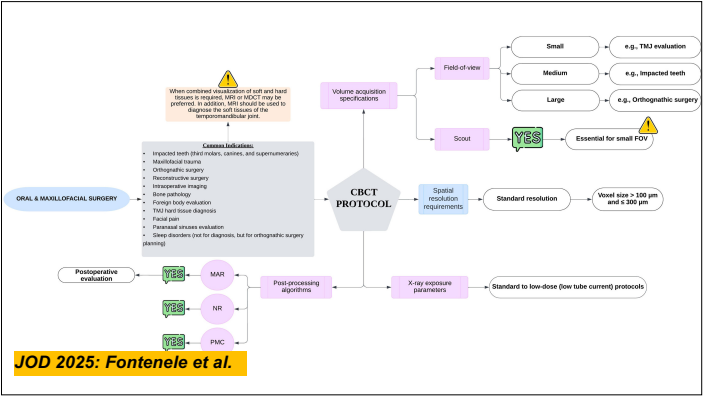 When combined visualization of soft and hard
tissues is required, MRI or MDCT may be
preferred. In addition, MRI should be used to
diagnose the soft tissues of the
temporomandibular joint.
Common Indications:
• Impacted teeth (third molars, canines, and supernumeraries)
• Maxillofacial trauma
• Orthognathic surgery
• Reconstructive surgery
• Intraoperative imaging
• Bone pathology
• Foreign body evaluation
• TMJ hard tissue diagnosis
• Facial pain
• Paranasal sinuses evaluation
• Sleep disorders (not for diagnosis, but for orthognathic surgery
planning)
ORAL & MAXILLOFACIAL SURGERY
CBCT
PROTOCOL
Volume acquisition
specifications
Field-of-view
Small
e.g., TMJ evaluation
Medium
e.g., Impacted teeth
Large
e.g., Orthognathic surgery
Scout
YES
Essential for small FOV
Spatial
resolution
requirements
Standard resolution
Voxel size > 100 µm
and ≤ 300 µm
X-ray exposure
parameters
Standard to low-dose (low tube current) protocols
Post-processing
algorithms
MAR
YES
Postoperative
evaluation
NR
YES
PMC
YES
JOD 2025: Fontenele et al.